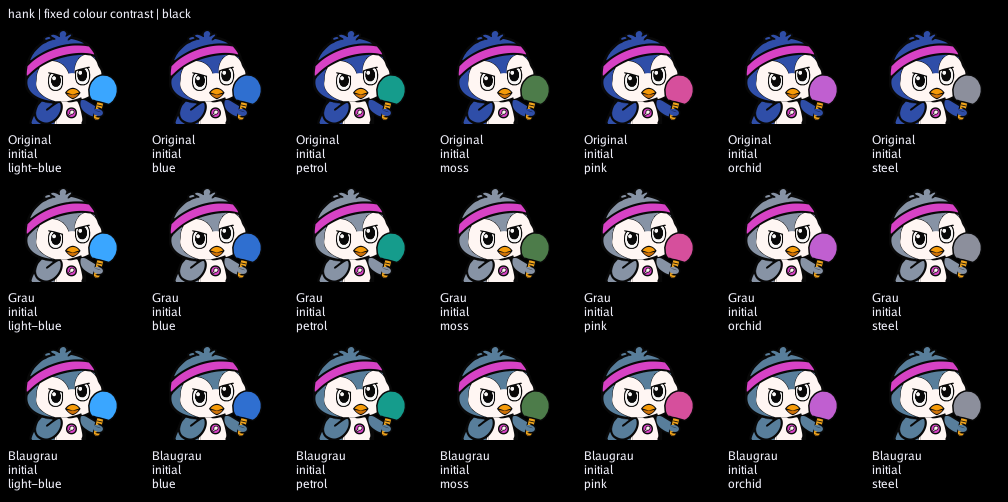 hank | fixed colour contrast | black
Original
initial
light-blue
Original
initial
blue
Original
initial
petrol
Original
initial
moss
Original
initial
pink
Original
initial
orchid
Original
initial
steel
Grau
initial
light-blue
Grau
initial
blue
Grau
initial
petrol
Grau
initial
moss
Grau
initial
pink
Grau
initial
orchid
Grau
initial
steel
Blaugrau
initial
light-blue
Blaugrau
initial
blue
Blaugrau
initial
petrol
Blaugrau
initial
moss
Blaugrau
initial
pink
Blaugrau
initial
orchid
Blaugrau
initial
steel